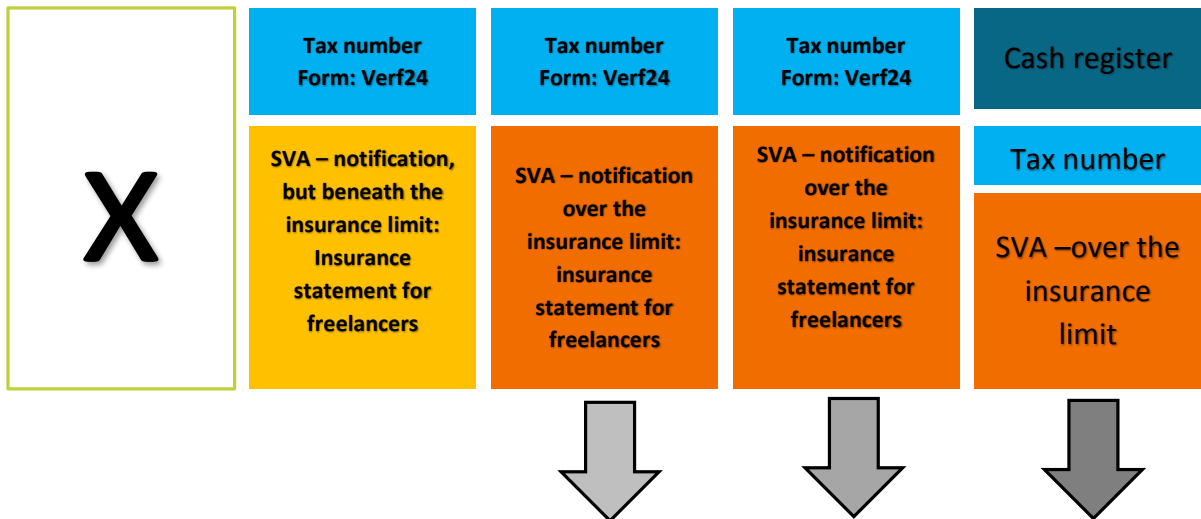 X
Tax number
Form: Verf24
SVA – notification,
but beneath the
insurance limit:
Insurance
statement for
freelancers
Tax number
Form: Verf24
SVA – notification
over the
insurance limit:
insurance
statement for
freelancers
Tax number
Form: Verf24
SVA – notification
over the
insurance limit:
insurance
statement for
freelancers
Cash register
Tax number
SVA –over the
insurance
limit